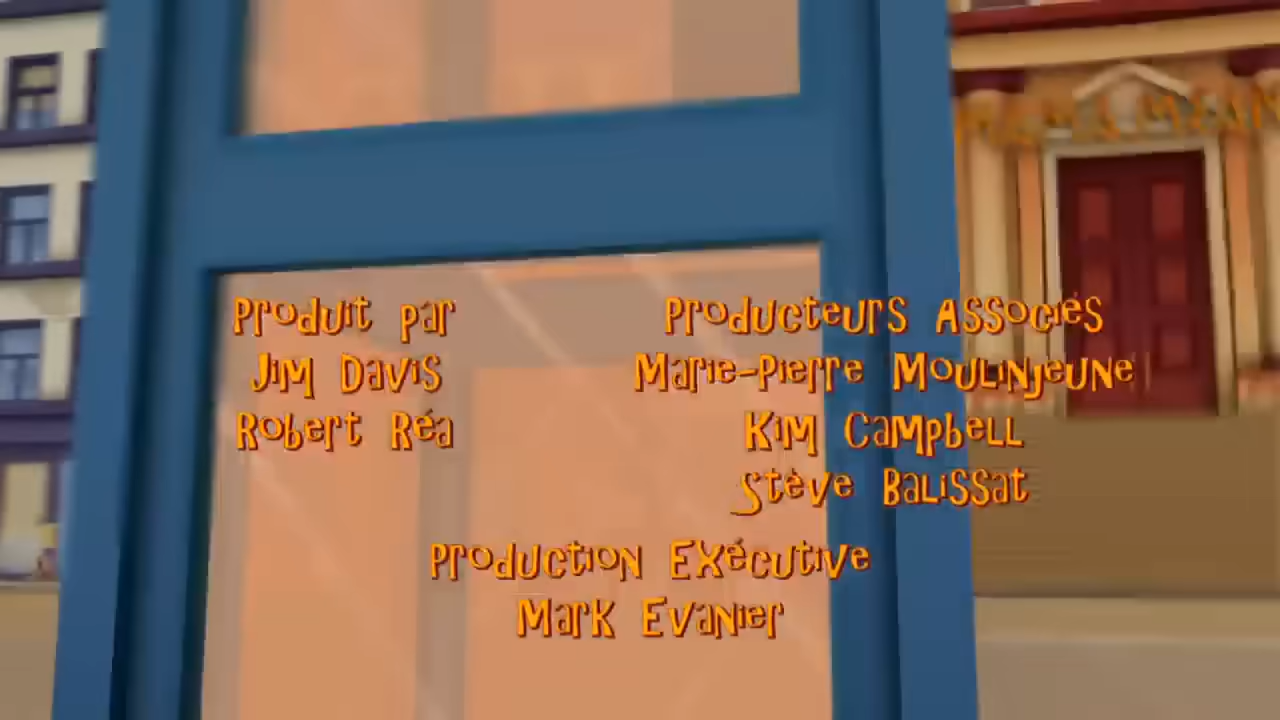 Produit par
Jim Davis
Robert Réa
Producteurs Associés
Marie-Pierre Moulinjeune
Kim Campbell
Stève Balissat
Production Exécutive
Mark Evanier